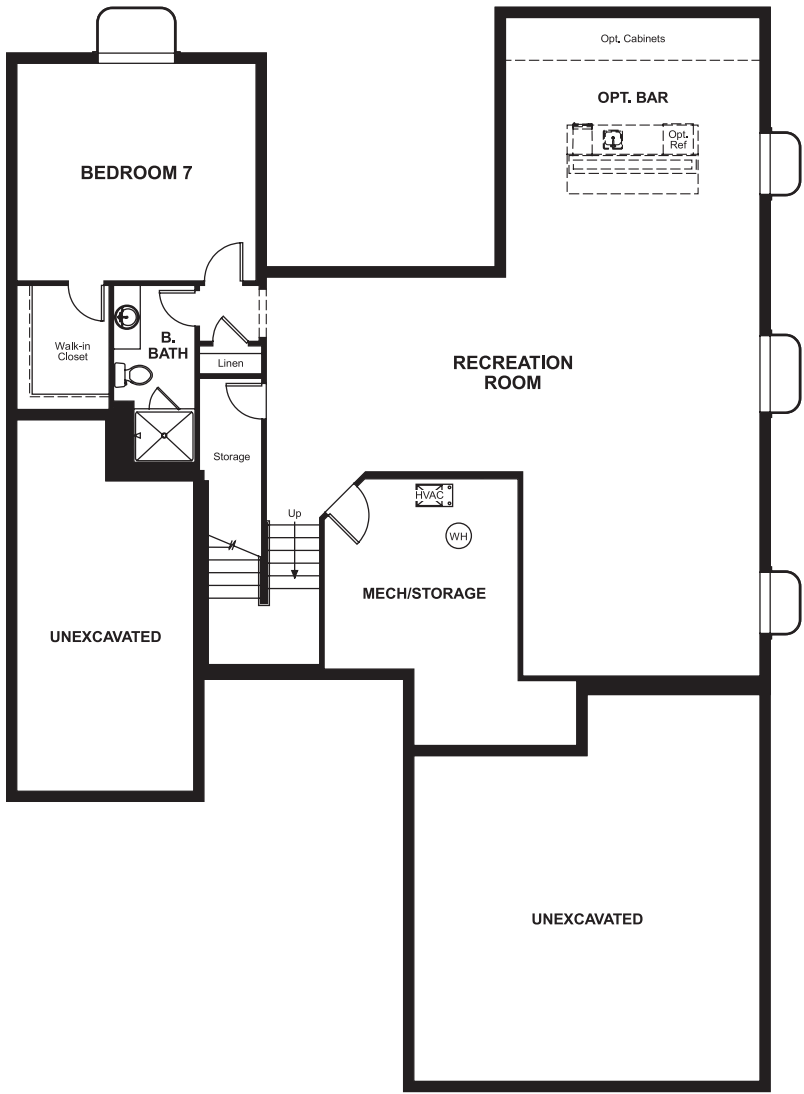 Opt. Cabinets
OPT. BAR
Opt.
Ref
BEDROOM 7
B.
BATH
Walk-in
Closet
Linen
RECREATION
ROOM
Storage
HVAC
Up
WH
MECH/STORAGE
UNEXCAVATED
UNEXCAVATED